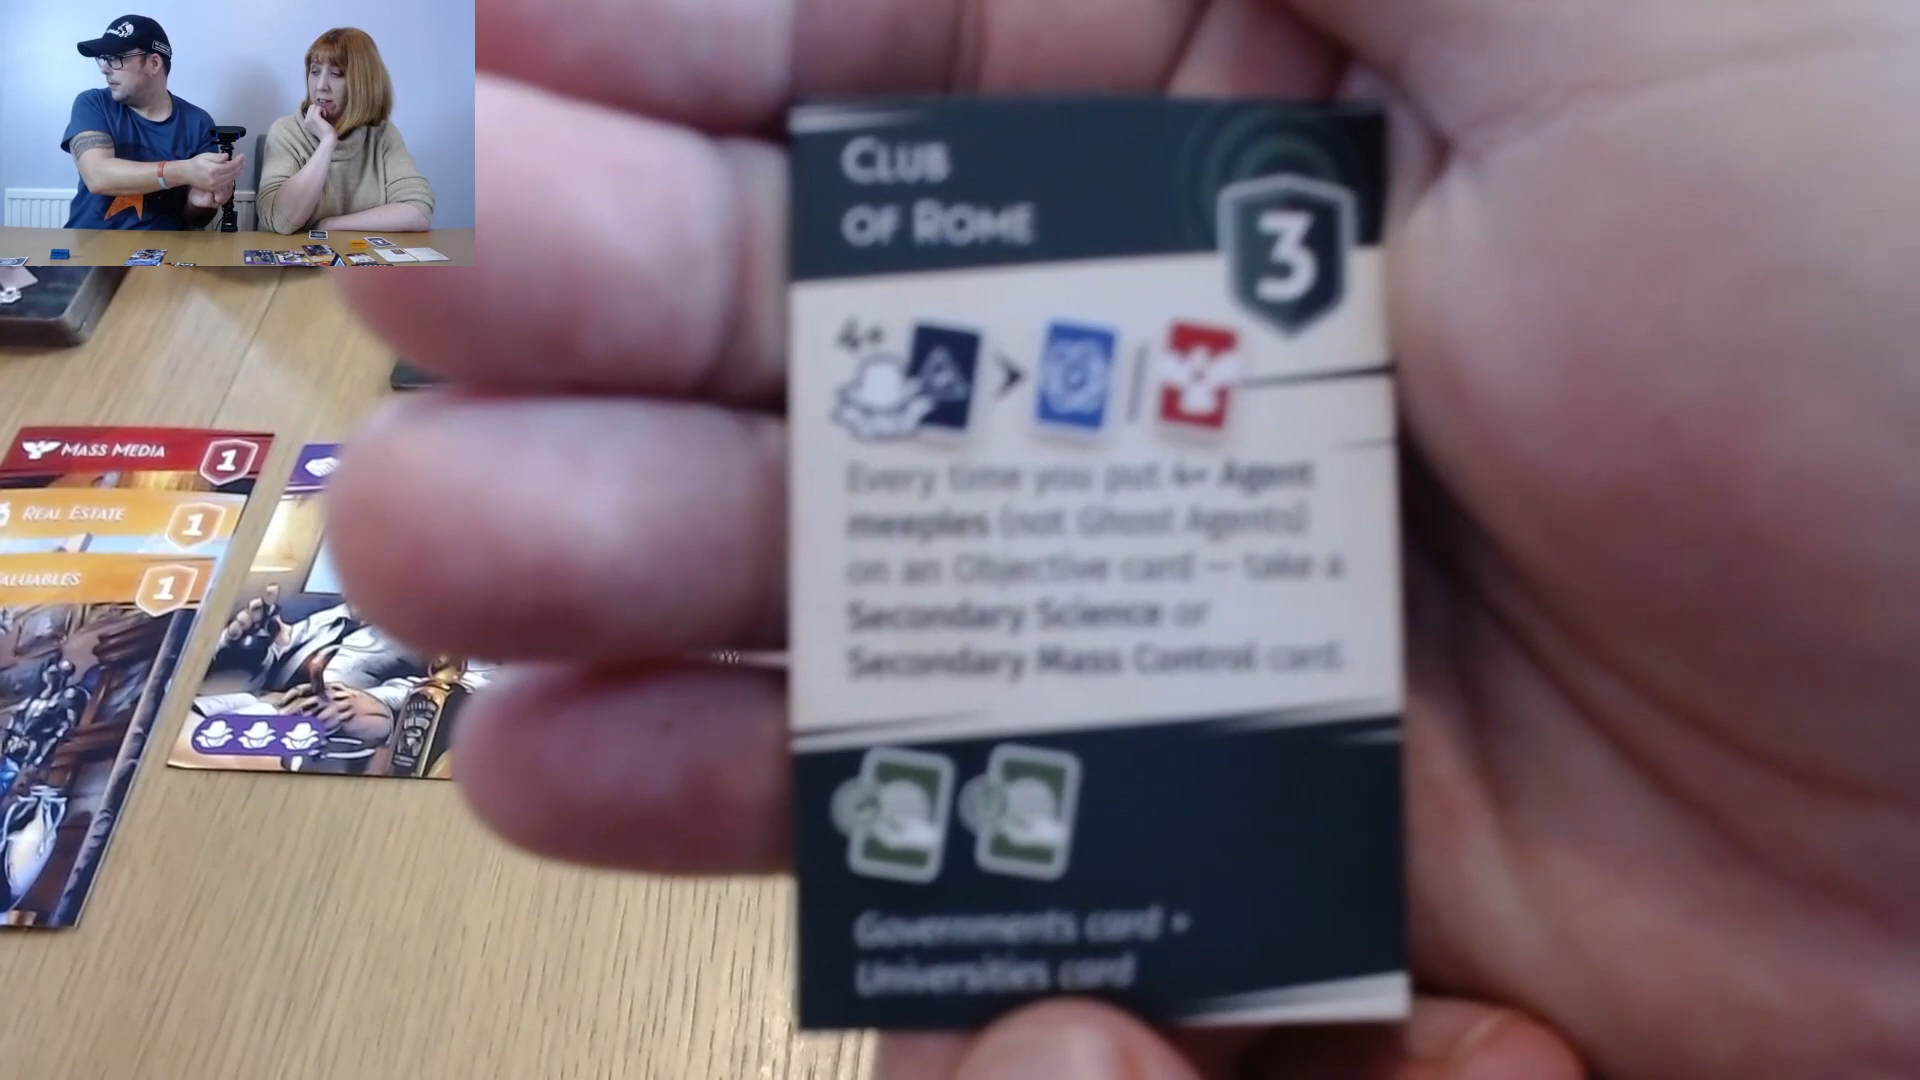 CLUB
OF ROME
3
4+
Every time you put 4+ Agent
meeples (not Ghost Agents)
on an Objective card — take a
Secondary Science or
Secondary Mass Control card.
Governments card +
Universities card
MASS MEDIA
1
REAL ESTATE
1
ALUABLES
1